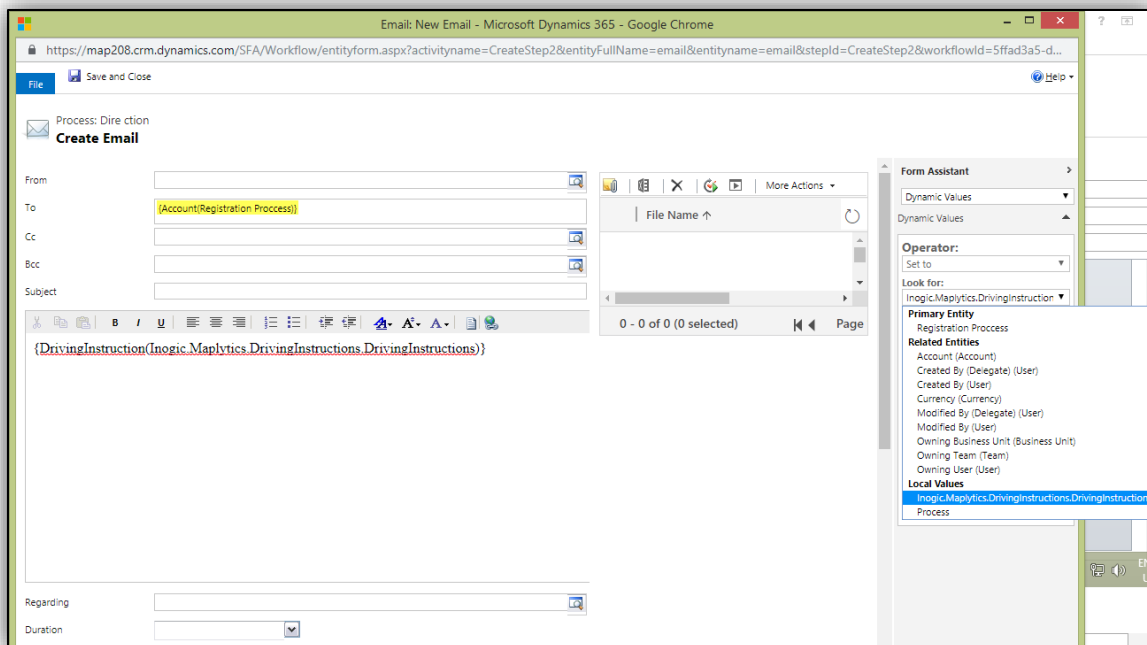 Email: New Email - Microsoft Dynamics 365 - Google Chrome
https://map208.crm.dynamics.com/SFA/Workflow/entityform.aspx?activityname=CreateStep2&entityFullName=email&entityname=email&stepId=CreateStep2&workflowId=5ffad3a5-d...
File
Save and Close
Help
Process: Dire ction
Create Email
From
To
{Account(Registration Proccess)}
Cc
Bcc
Subject
B I U
{DrivingInstruction(Inogic.Maplytics.DrivingInstructions.DrivingInstructions)}
Regarding
Duration
More Actions
File Name
0 - 0 of 0 (0 selected)
Page
Form Assistant
Dynamic Values
Dynamic Values
Operator:
Set to
Look for:
Inogic.Maplytics.DrivingInstruction
Primary Entity
Registration Proccess
Related Entities
Account (Account)
Created By (Delegate) (User)
Created By (User)
Currency (Currency)
Modified By (Delegate) (User)
Modified By (User)
Owning Business Unit (Business Unit)
Owning Team (Team)
Owning User (User)
Local Values
Inogic.Maplytics.DrivingInstructions.DrivingInstruction
Process